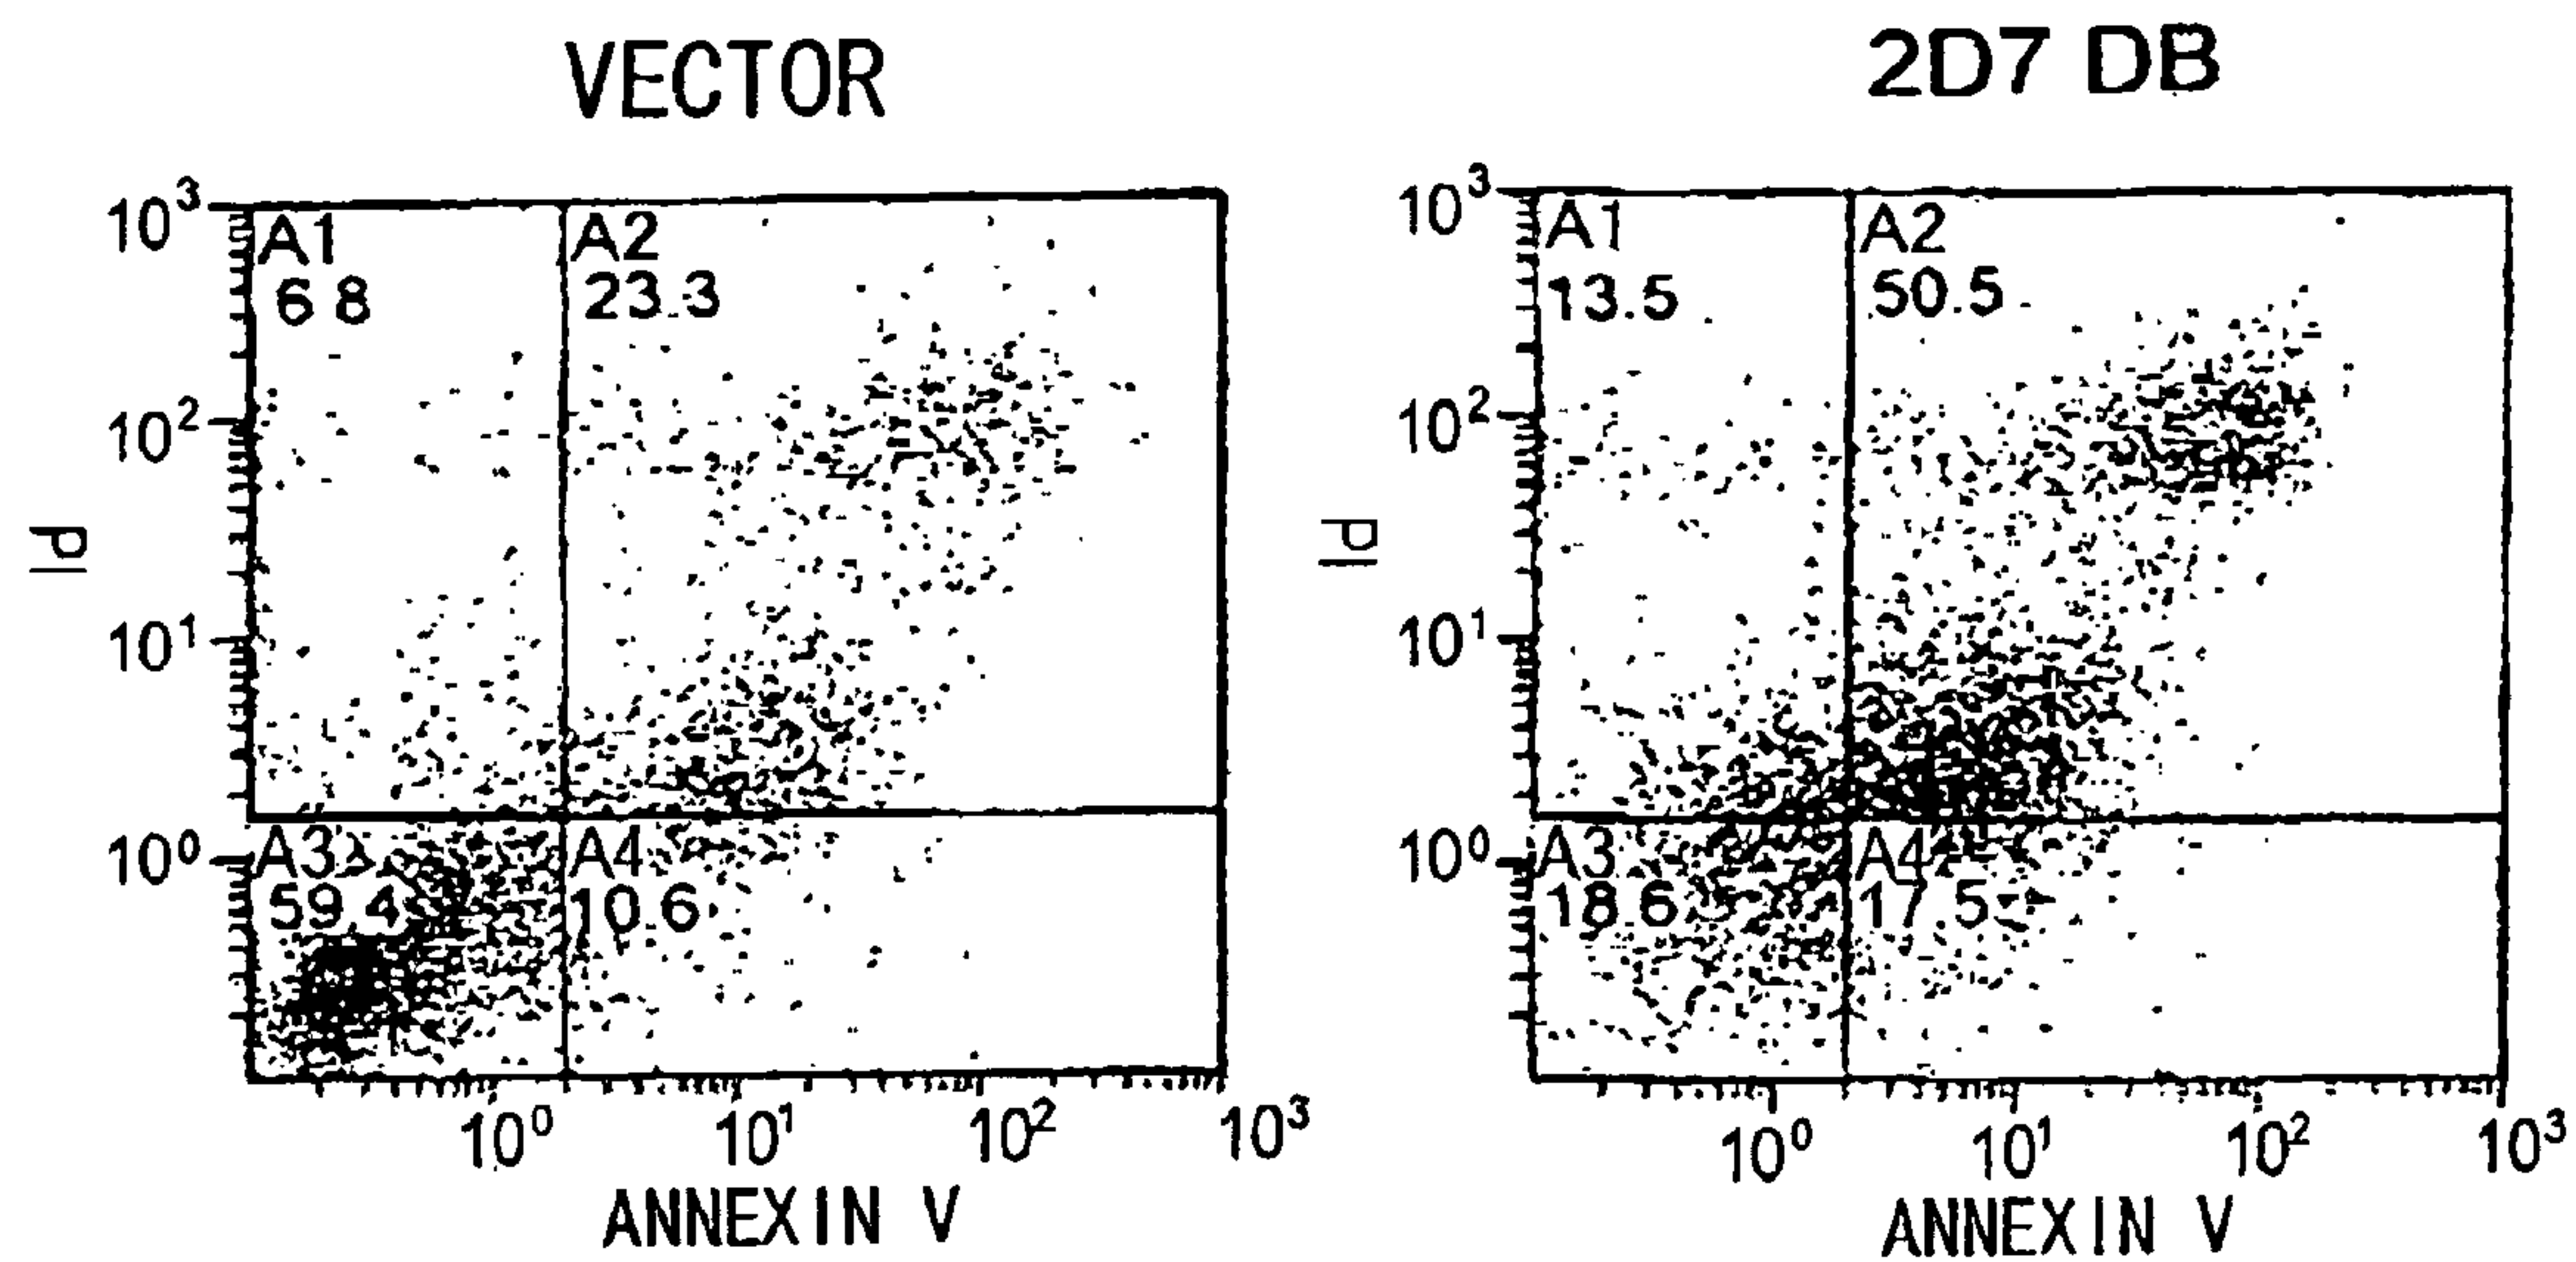 VECTOR
10³
A1
6 8
A2
23.3
10²
PI
10¹
10⁰
A3
59.4
A4
10.6
10⁰ 10¹ 10² 10³
ANNEXIN V
2D7 DB
10³
A1
13.5
A2
50.5
10²
PI
10¹
10⁰
A3
18.6
A4
17.5
10⁰ 10¹ 10² 10³
ANNEXIN V